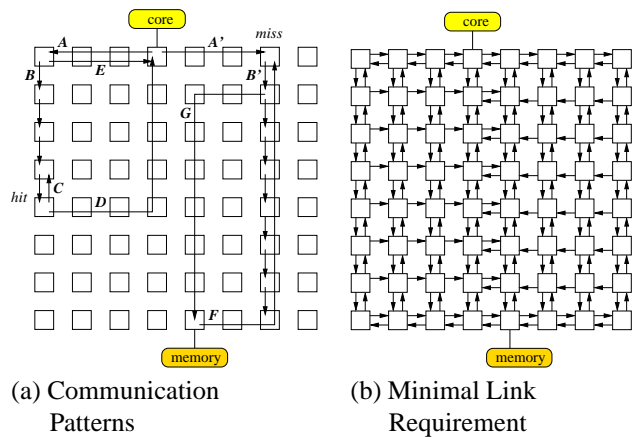 core
miss
A
A'
E
B
B'
G
C
hit
D
F
memory
core
memory
(a) Communication
Patterns
(b) Minimal Link
Requirement